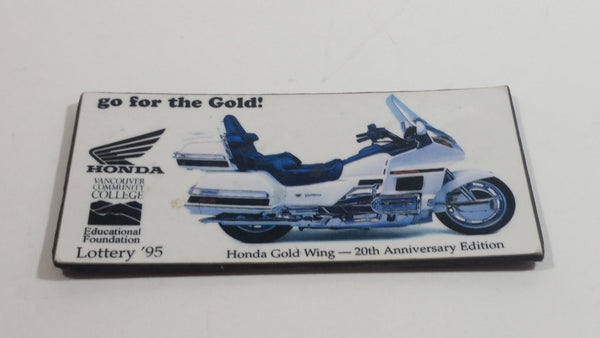 go for the Gold!
HONDA
VANCOUVER
COMMUNITY
COLLEGE
Educational
Foundation
Lottery '95
Honda Gold Wing — 20th Anniversary Edition